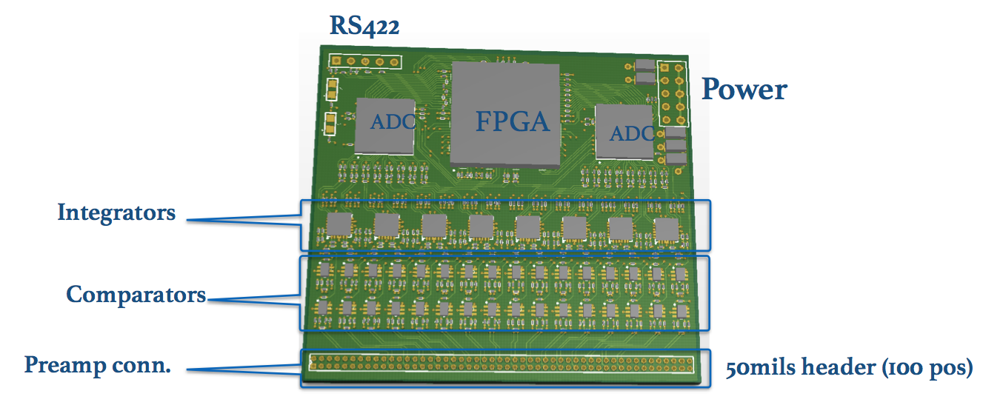 RS422
Power
ADC
FPGA
ADC
Integrators
Comparators
Preamp conn.
50mils header (100 pos)